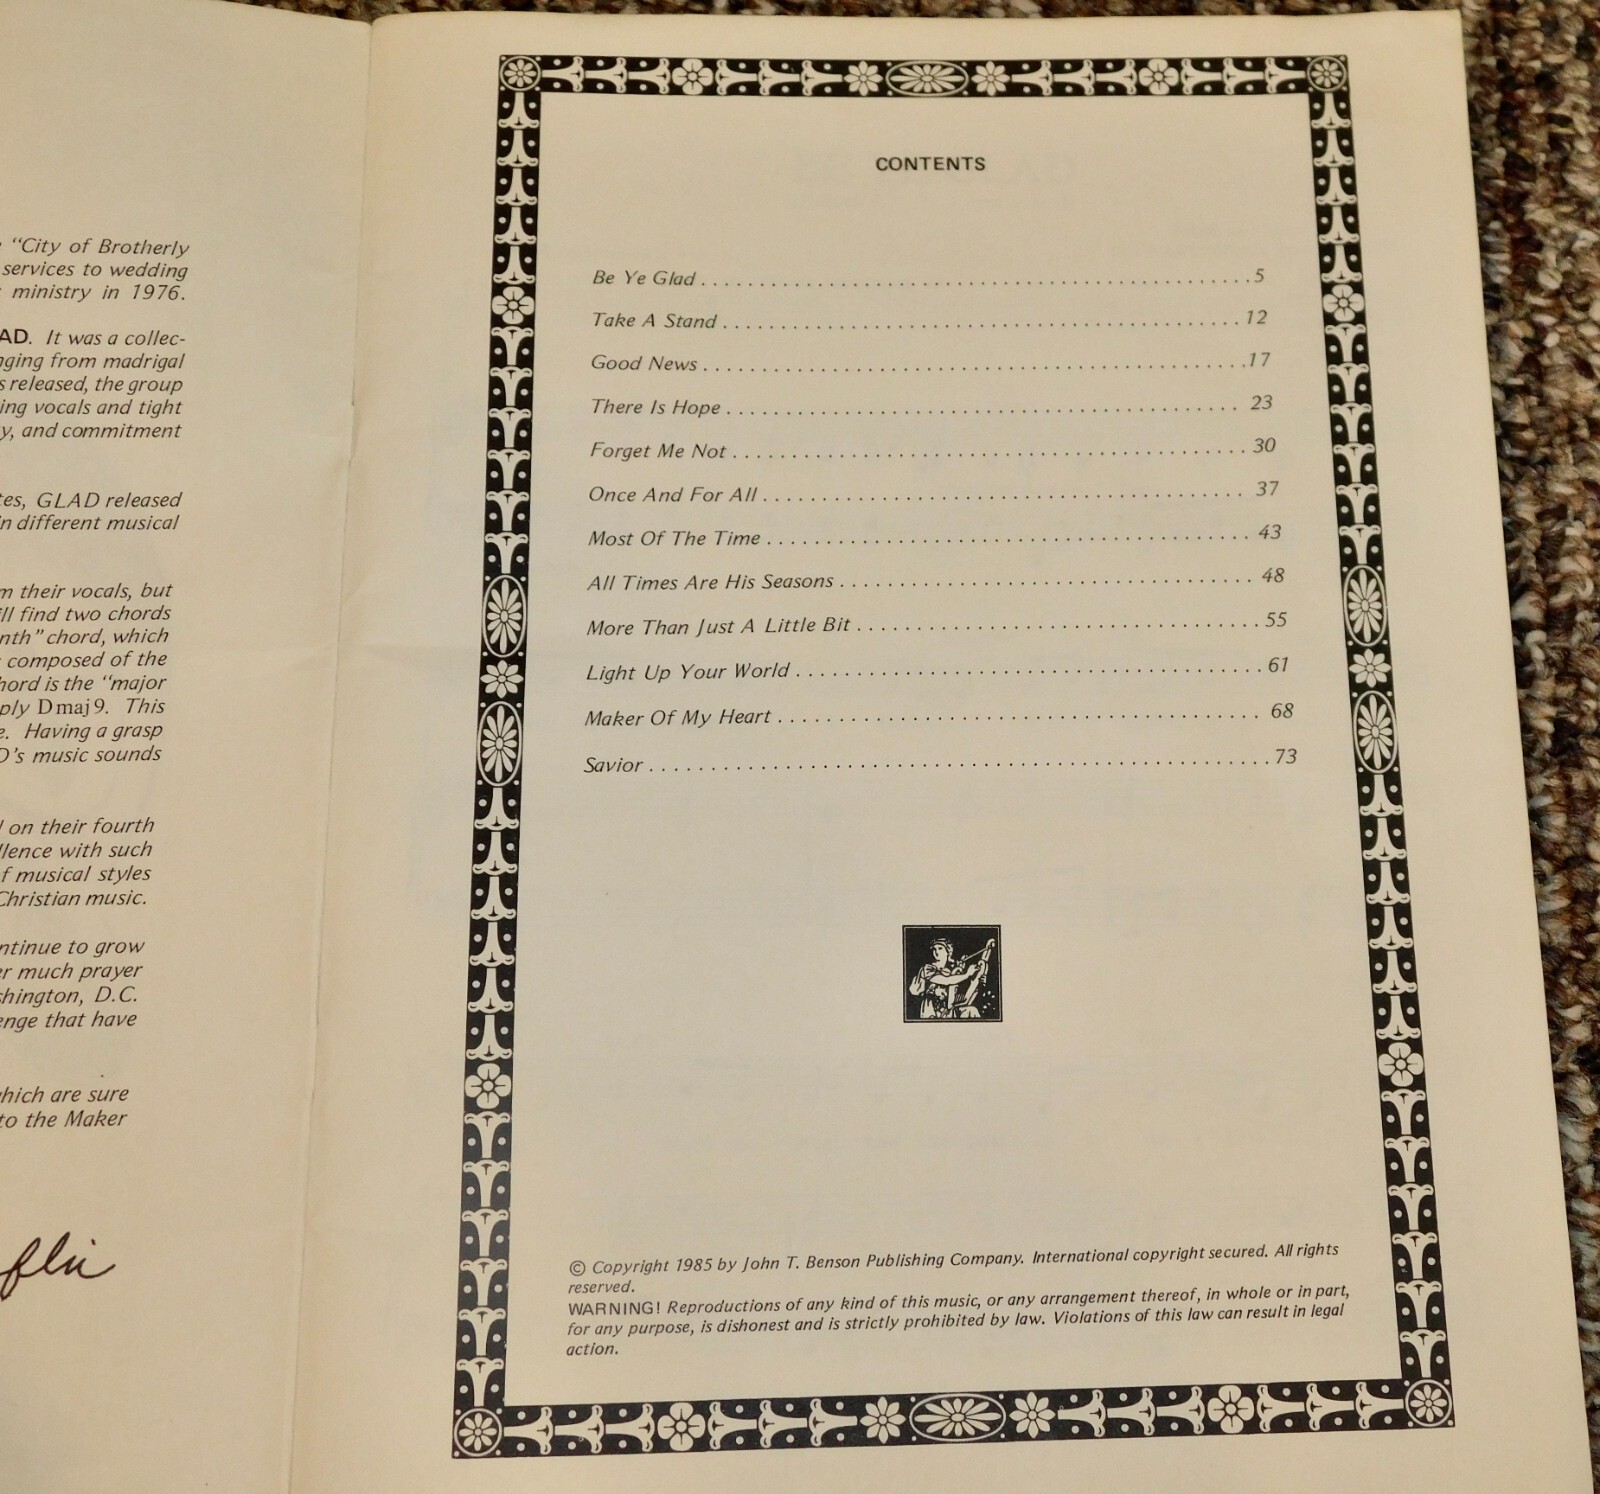 "City of Brotherly
services to wedding
ministry in 1976.
AD. It was a collec-
nging from madrigal
s released, the group
ing vocals and tight
y, and commitment
tes, GLAD released
in different musical
m their vocals, but
ill find two chords
nth" chord, which
composed of the
hord is the "major
ply Dmaj9. This
e. Having a grasp
D's music sounds
on their fourth
llence with such
f musical styles
Christian music.
ntinue to grow
er much prayer
shington, D.C.
enge that have
which are sure
to the Maker
CONTENTS
Be Ye Glad . . . . . . . . . . . . . . . . . . . . 5
Take A Stand . . . . . . . . . . . . . . . . . . . . 12
Good News . . . . . . . . . . . . . . . . . . . . 17
There Is Hope . . . . . . . . . . . . . . . . . . . . 23
Forget Me Not . . . . . . . . . . . . . . . . . . . . 30
Once And For All . . . . . . . . . . . . . . . . . . . . 37
Most Of The Time . . . . . . . . . . . . . . . . . . . . 43
All Times Are His Seasons . . . . . . . . . . . . . . . . . . . . 48
More Than Just A Little Bit . . . . . . . . . . . . . . . . . . . . 55
Light Up Your World . . . . . . . . . . . . . . . . . . . . 61
Maker Of My Heart . . . . . . . . . . . . . . . . . . . . 68
Savior . . . . . . . . . . . . . . . . . . . . 73
© Copyright 1985 by John T. Benson Publishing Company. International copyright secured. All rights
reserved.
WARNING! Reproductions of any kind of this music, or any arrangement thereof, in whole or in part,
for any purpose, is dishonest and is strictly prohibited by law. Violations of this law can result in legal
action.